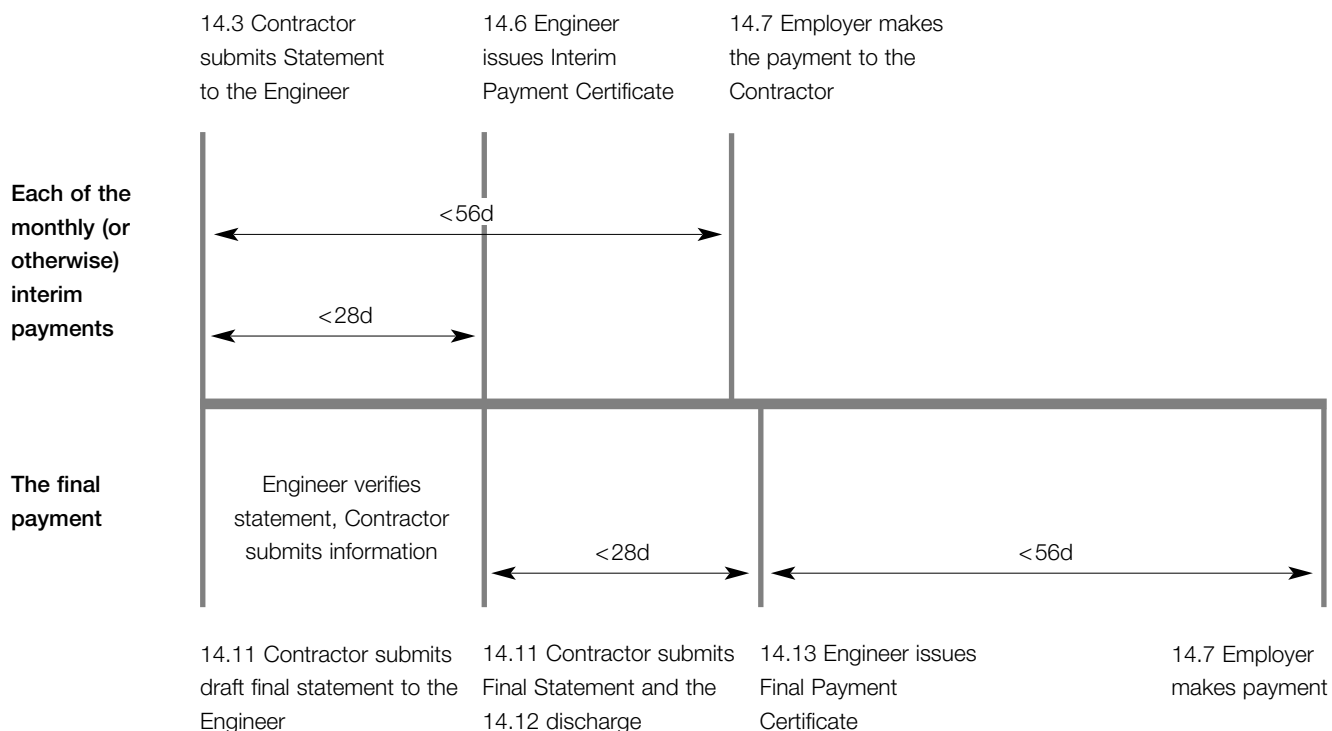 14.3 Contractor
submits Statement
to the Engineer
14.6 Engineer
issues Interim
Payment Certificate
14.7 Employer makes
the payment to the
Contractor
Each of the
monthly (or
otherwise)
interim
payments
<56d
<28d
The final
payment
Engineer verifies
statement, Contractor
submits information
<28d
<56d
14.11 Contractor submits
draft final statement to the
Engineer
14.11 Contractor submits
Final Statement and the
14.12 discharge
14.13 Engineer issues
Final Payment
Certificate
14.7 Employer
makes payment